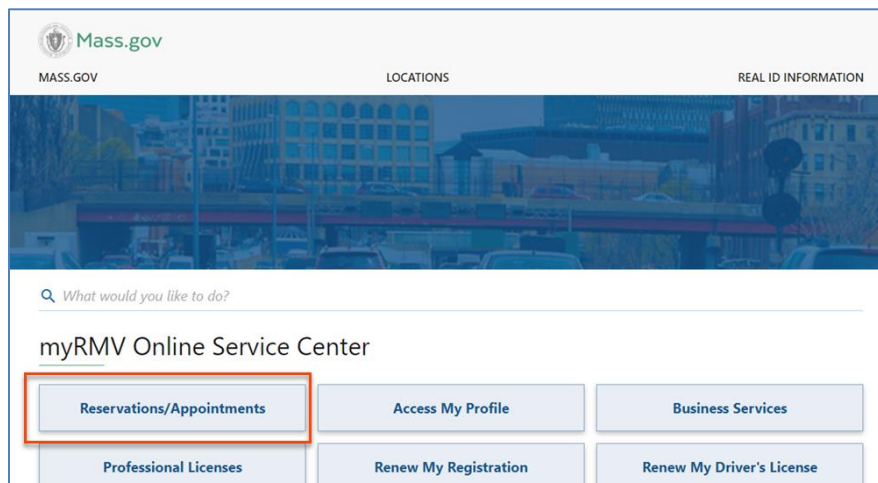 Mass.gov
MASS.GOV LOCATIONS REAL ID INFORMATION
What would you like to do?
myRMV Online Service Center
Reservations/Appointments Access My Profile Business Services
Professional Licenses Renew My Registration Renew My Driver's License